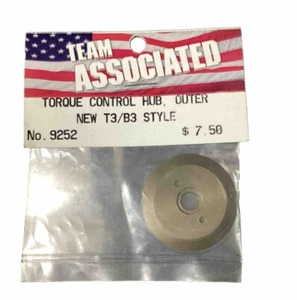 TEAM
ASSOCIATED
TORQUE CONTROL HUB, OUTER
NEW T3/B3 STYLE
No. 9252 $ 7.50